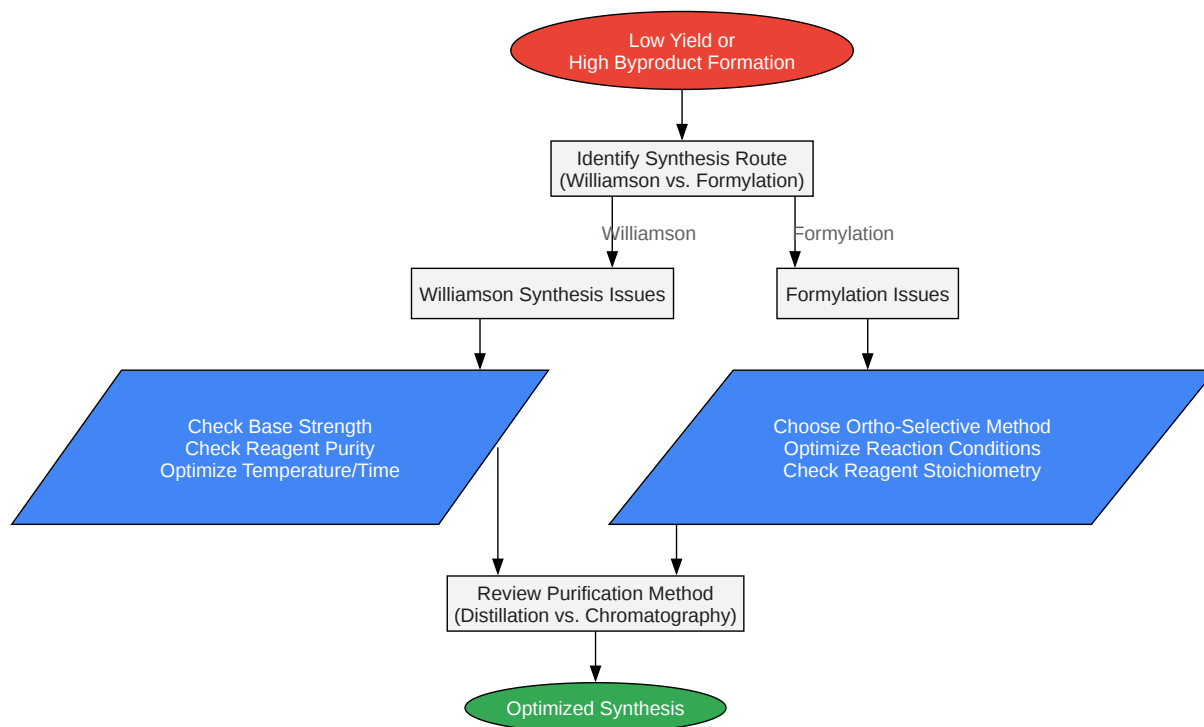 Low Yield or
High Byproduct Formation
Identify Synthesis Route
(Williamson vs. Formylation)
Williamson
Formylation
Williamson Synthesis Issues
Formylation Issues
Check Base Strength
Check Reagent Purity
Optimize Temperature/Time
Choose Ortho-Selective Method
Optimize Reaction Conditions
Check Reagent Stoichiometry
Review Purification Method
(Distillation vs. Chromatography)
Optimized Synthesis